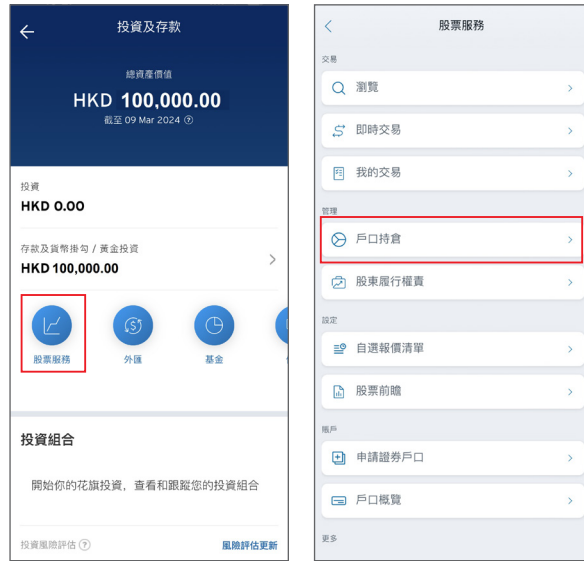 投資及存款
總資產價值
HKD 100,000.00
截至 09 Mar 2024
投資
HKD 0.00
存款及貨幣掛勾 / 黃金投資
HKD 100,000.00
股票服務
外匯
基金
投資組合
開始你的花旗投資，查看和跟蹤您的投資組合
投資風險評估
風險評估更新
股票服務
交易
瀏覽
即時交易
我的交易
管理
戶口持倉
股東履行權責
設定
自選報價清單
股票前瞻
賬戶
申請證券戶口
戶口概覽
更多